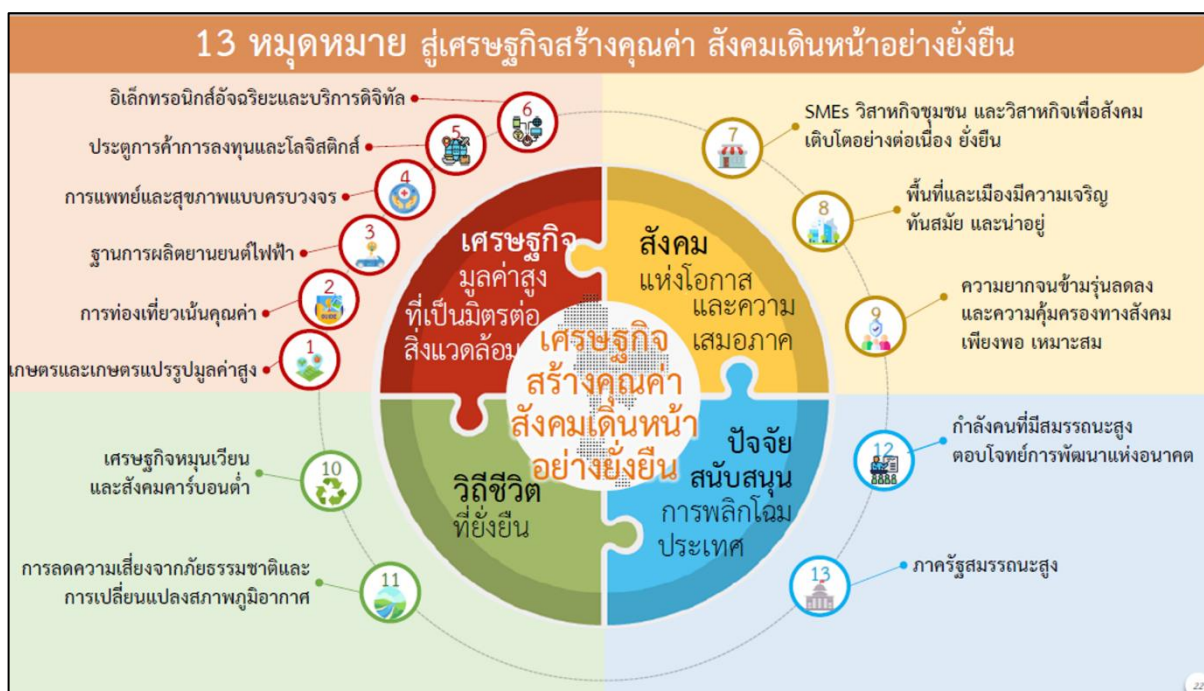 13 หมุดหมาย สู่เศรษฐกิจสร้างคุณค่า สังคมเดินหน้าอย่างยั่งยืน
6
อิเล็กทรอนิกส์อัจฉริยะและบริการดิจิทัล
5
ประตูการค้าการลงทุนและโลจิสติกส์
4
การแพทย์และสุขภาพแบบครบวงจร
3
ฐานการผลิตยานยนต์ไฟฟ้า
2
การท่องเที่ยวเน้นคุณค่า
1
เกษตรและเกษตรแปรรูปมูลค่าสูง
เศรษฐกิจ
มูลค่าสูง
ที่เป็นมิตรต่อ
สิ่งแวดล้อม
7
SMEs วิสาหกิจชุมชน และวิสาหกิจเพื่อสังคม
เติบโตอย่างต่อเนื่อง ยั่งยืน
8
พื้นที่และเมืองมีความเจริญ
ทันสมัย และน่าอยู่
9
ความยากจนข้ามรุ่นลดลง
และความคุ้มครองทางสังคม
เพียงพอ เหมาะสม
สังคม
แห่งโอกาส
และความ
เสมอภาค
เศรษฐกิจ
สร้างคุณค่า
สังคมเดินหน้า
อย่างยั่งยืน
10
เศรษฐกิจหมุนเวียน
และสังคมคาร์บอนต่ำ
11
การลดความเสี่ยงจากภัยธรรมชาติและ
การเปลี่ยนแปลงสภาพภูมิอากาศ
วิถีชีวิต
ที่ยั่งยืน
ปัจจัย
สนับสนุน
การพลิกโฉม
ประเทศ
12
กำลังคนที่มีสมรรถนะสูง
ตอบโจทย์การพัฒนาแห่งอนาคต
13
ภาครัฐสมรรถนะสูง